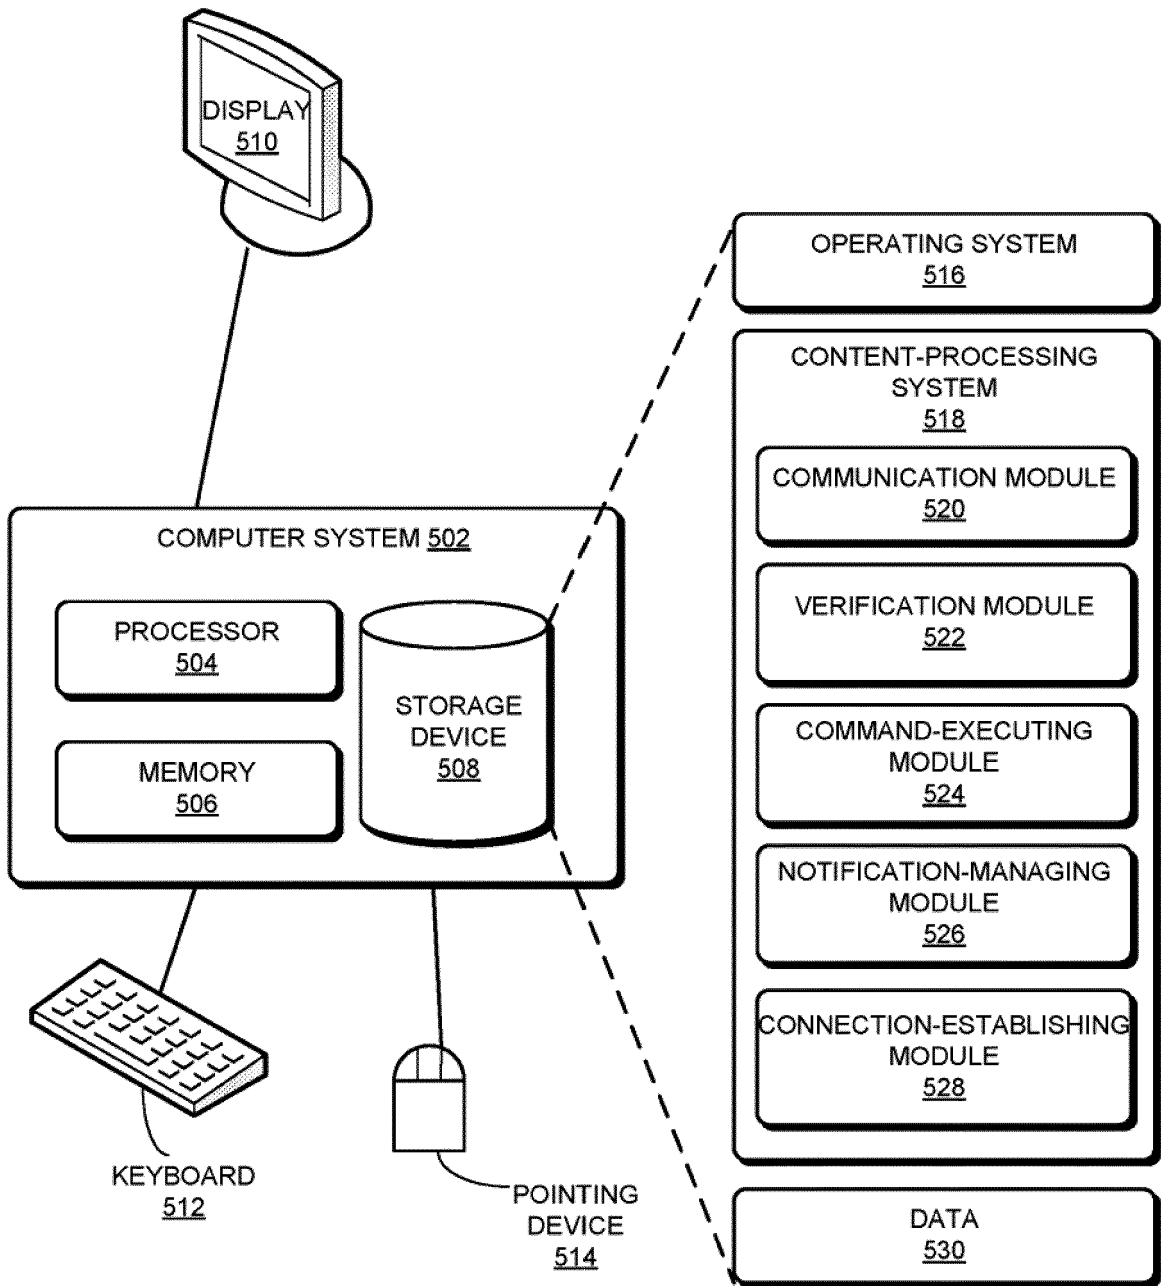 DISPLAY
510
COMPUTER SYSTEM 502
PROCESSOR
504
MEMORY
506
STORAGE
DEVICE
508
KEYBOARD
512
POINTING
DEVICE
514
OPERATING SYSTEM
516
CONTENT-PROCESSING
SYSTEM
518
COMMUNICATION MODULE
520
VERIFICATION MODULE
522
COMMAND-EXECUTING
MODULE
524
NOTIFICATION-MANAGING
MODULE
526
CONNECTION-ESTABLISHING
MODULE
528
DATA
530